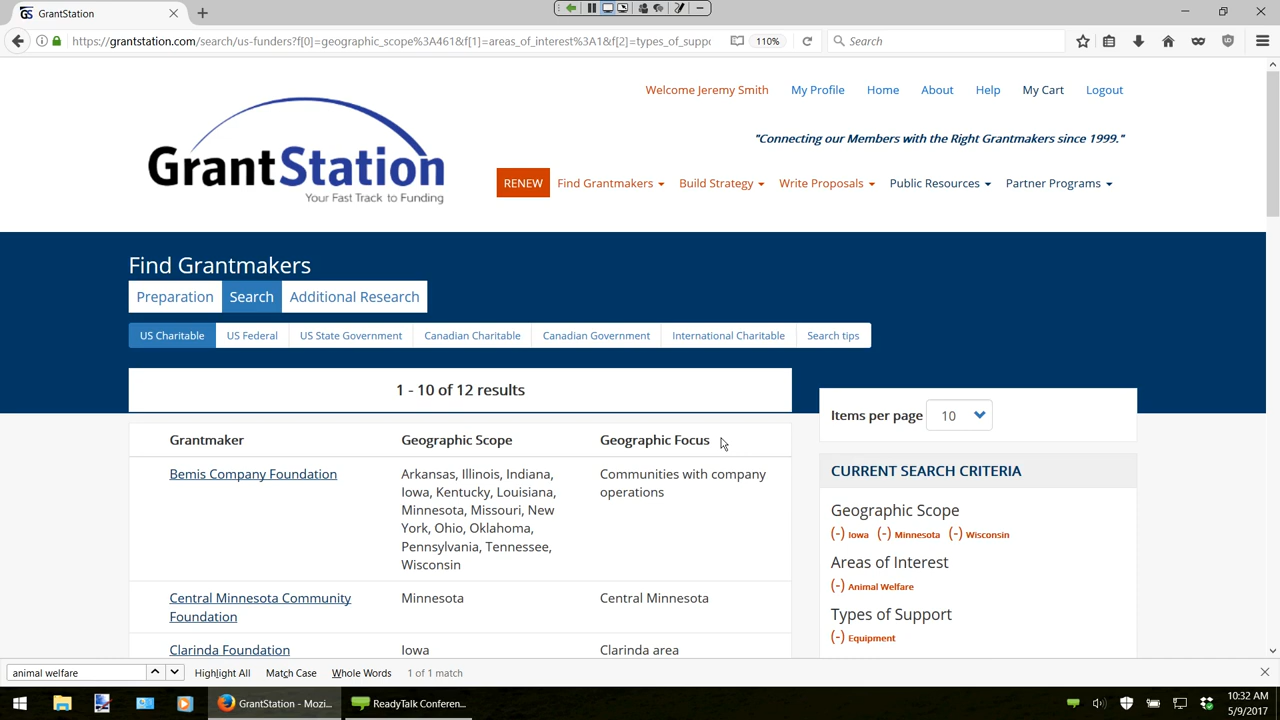 GrantStation
https://grantstation.com/search/us-funders?f[0]=geographic_scope%3A461&f[1]=areas_of_interest%3A1&f[2]=types_of_suppo
110%
Search
Welcome Jeremy Smith My Profile Home About Help My Cart Logout
"Connecting our Members with the Right Grantmakers since 1999."
GrantStation
Your Fast Track to Funding
RENEW Find Grantmakers Build Strategy Write Proposals Public Resources Partner Programs
Find Grantmakers
Preparation Search Additional Research
US Charitable US Federal US State Government Canadian Charitable Canadian Government International Charitable Search tips
1 - 10 of 12 results
Items per page 10
Grantmaker Geographic Scope Geographic Focus
Bemis Company Foundation
Arkansas, Illinois, Indiana,
Iowa, Kentucky, Louisiana,
Minnesota, Missouri, New
York, Ohio, Oklahoma,
Pennsylvania, Tennessee,
Wisconsin
Communities with company
operations
Central Minnesota Community
Foundation
Minnesota
Central Minnesota
Clarinda Foundation Iowa Clarinda area
CURRENT SEARCH CRITERIA
Geographic Scope
(-) Iowa (-) Minnesota (-) Wisconsin
Areas of Interest
(-) Animal Welfare
Types of Support
(-) Equipment
animal welfare Highlight All Match Case Whole Words 1 of 1 match
GrantStation - Mozi...
ReadyTalk Conferen...
10:32 AM
5/9/2017